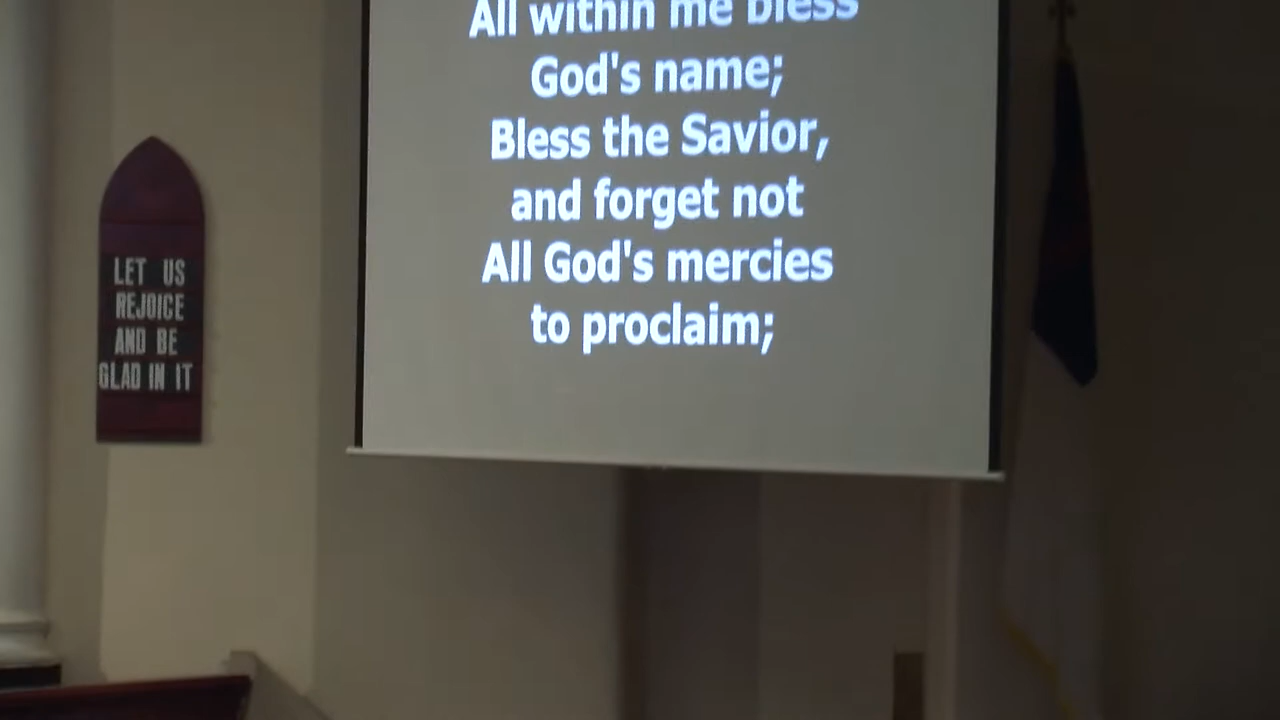 All within me bless
God's name;
Bless the Savior,
and forget not
All God's mercies
to proclaim;
LET US
REJOICE
AND BE
GLAD IN IT